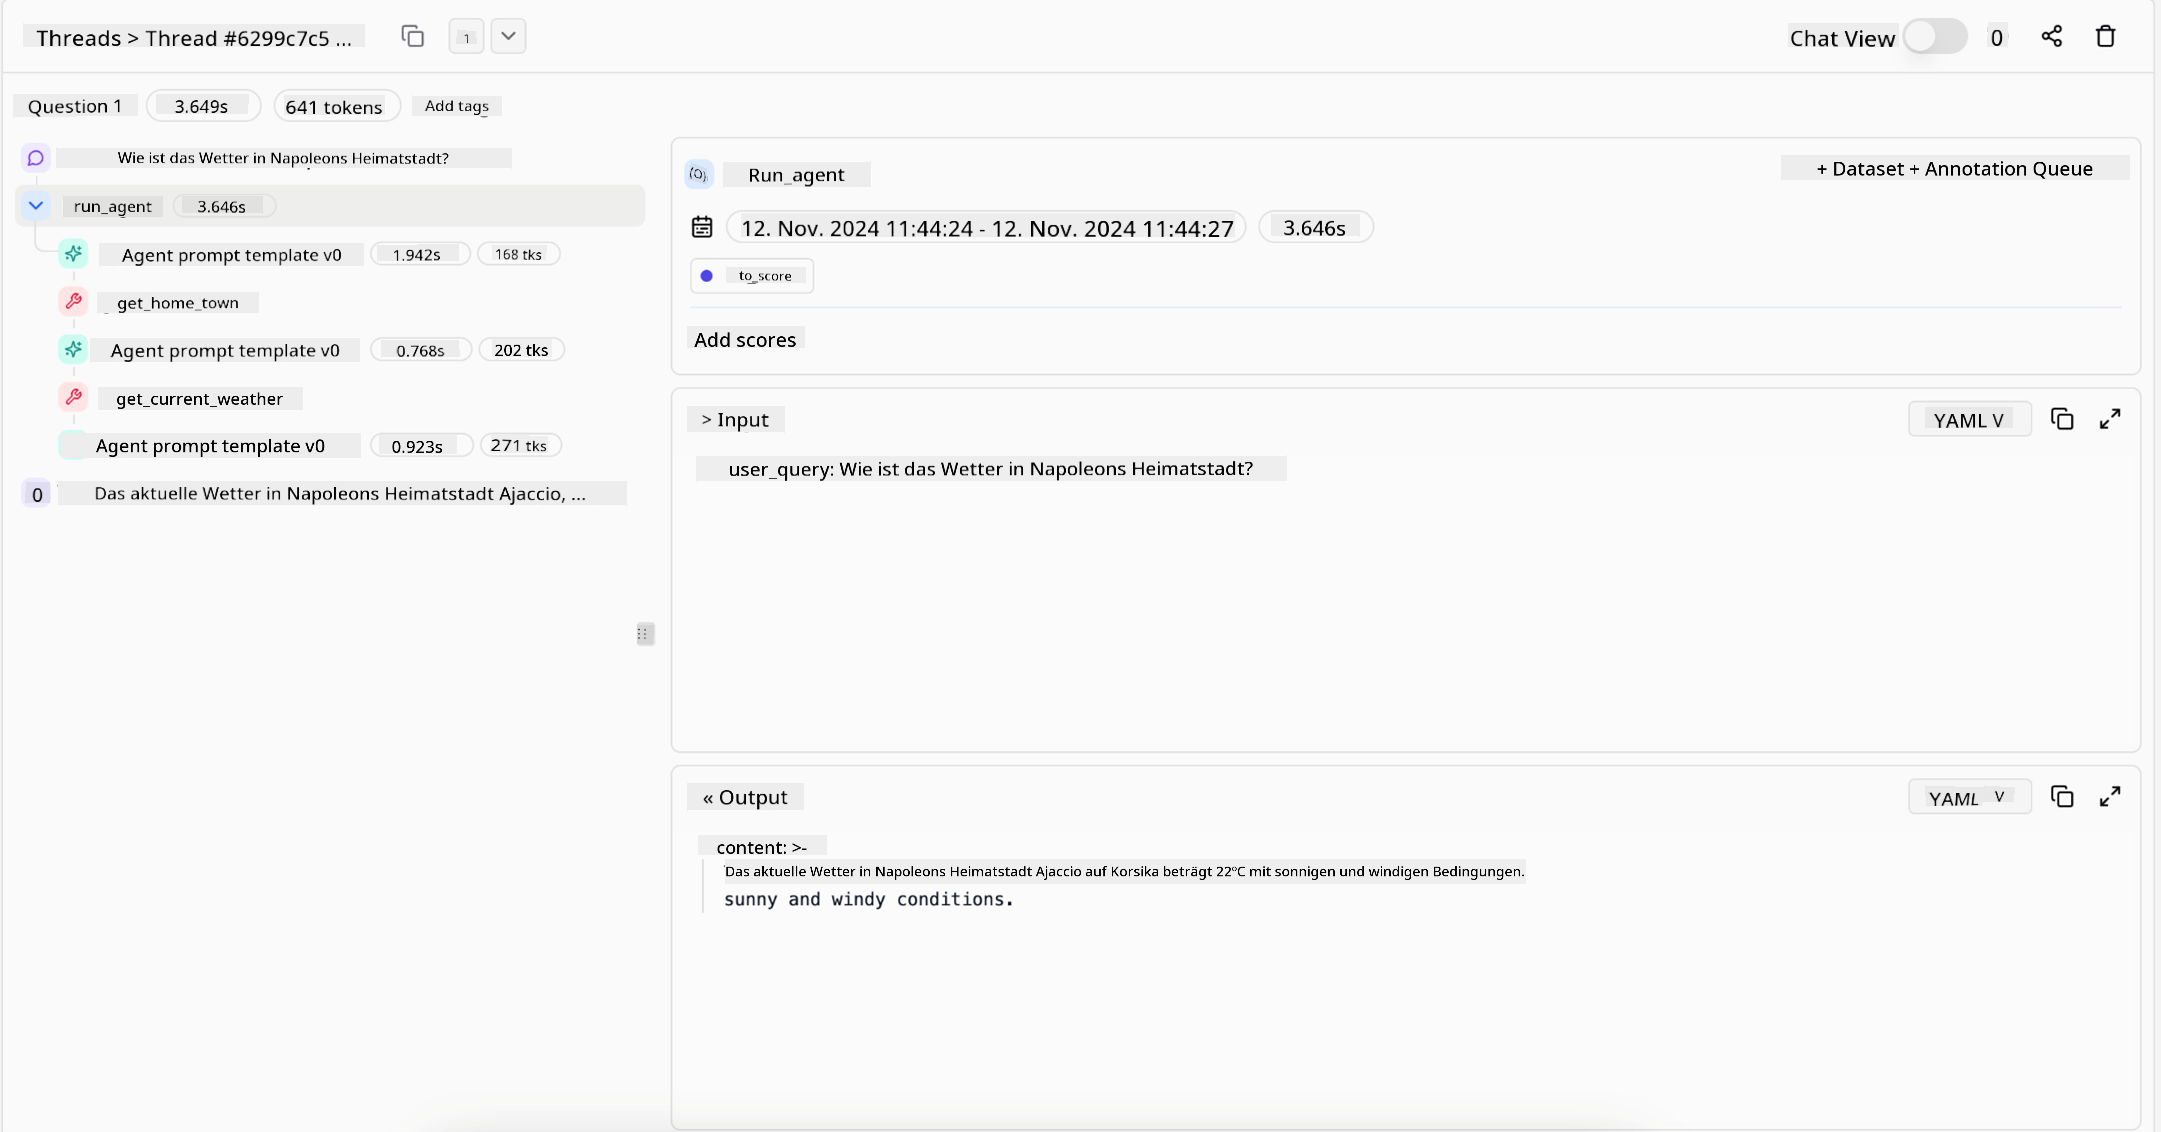 Threads > Thread #6299c7c5 ...
1
Chat View
0
Question 1
3.649s
641 tokens
Add tags
Wie ist das Wetter in Napoleons Heimatstadt?
run_agent
3.646s
Agent prompt template v0
1.942s
168 tks
get_home_town
Agent prompt template v0
0.768s
202 tks
get_current_weather
Agent prompt template v0
0.923s
271 tks
0
Das aktuelle Wetter in Napoleons Heimatstadt Ajaccio, ...
Run_agent
+ Dataset + Annotation Queue
12. Nov. 2024 11:44:24 - 12. Nov. 2024 11:44:27
3.646s
to_score
Add scores
> Input
YAML V
user_query: Wie ist das Wetter in Napoleons Heimatstadt?
« Output
YAML V
content: >-
Das aktuelle Wetter in Napoleons Heimatstadt Ajaccio auf Korsika beträgt 22°C mit sonnigen und windigen Bedingungen.
sunny and windy conditions.